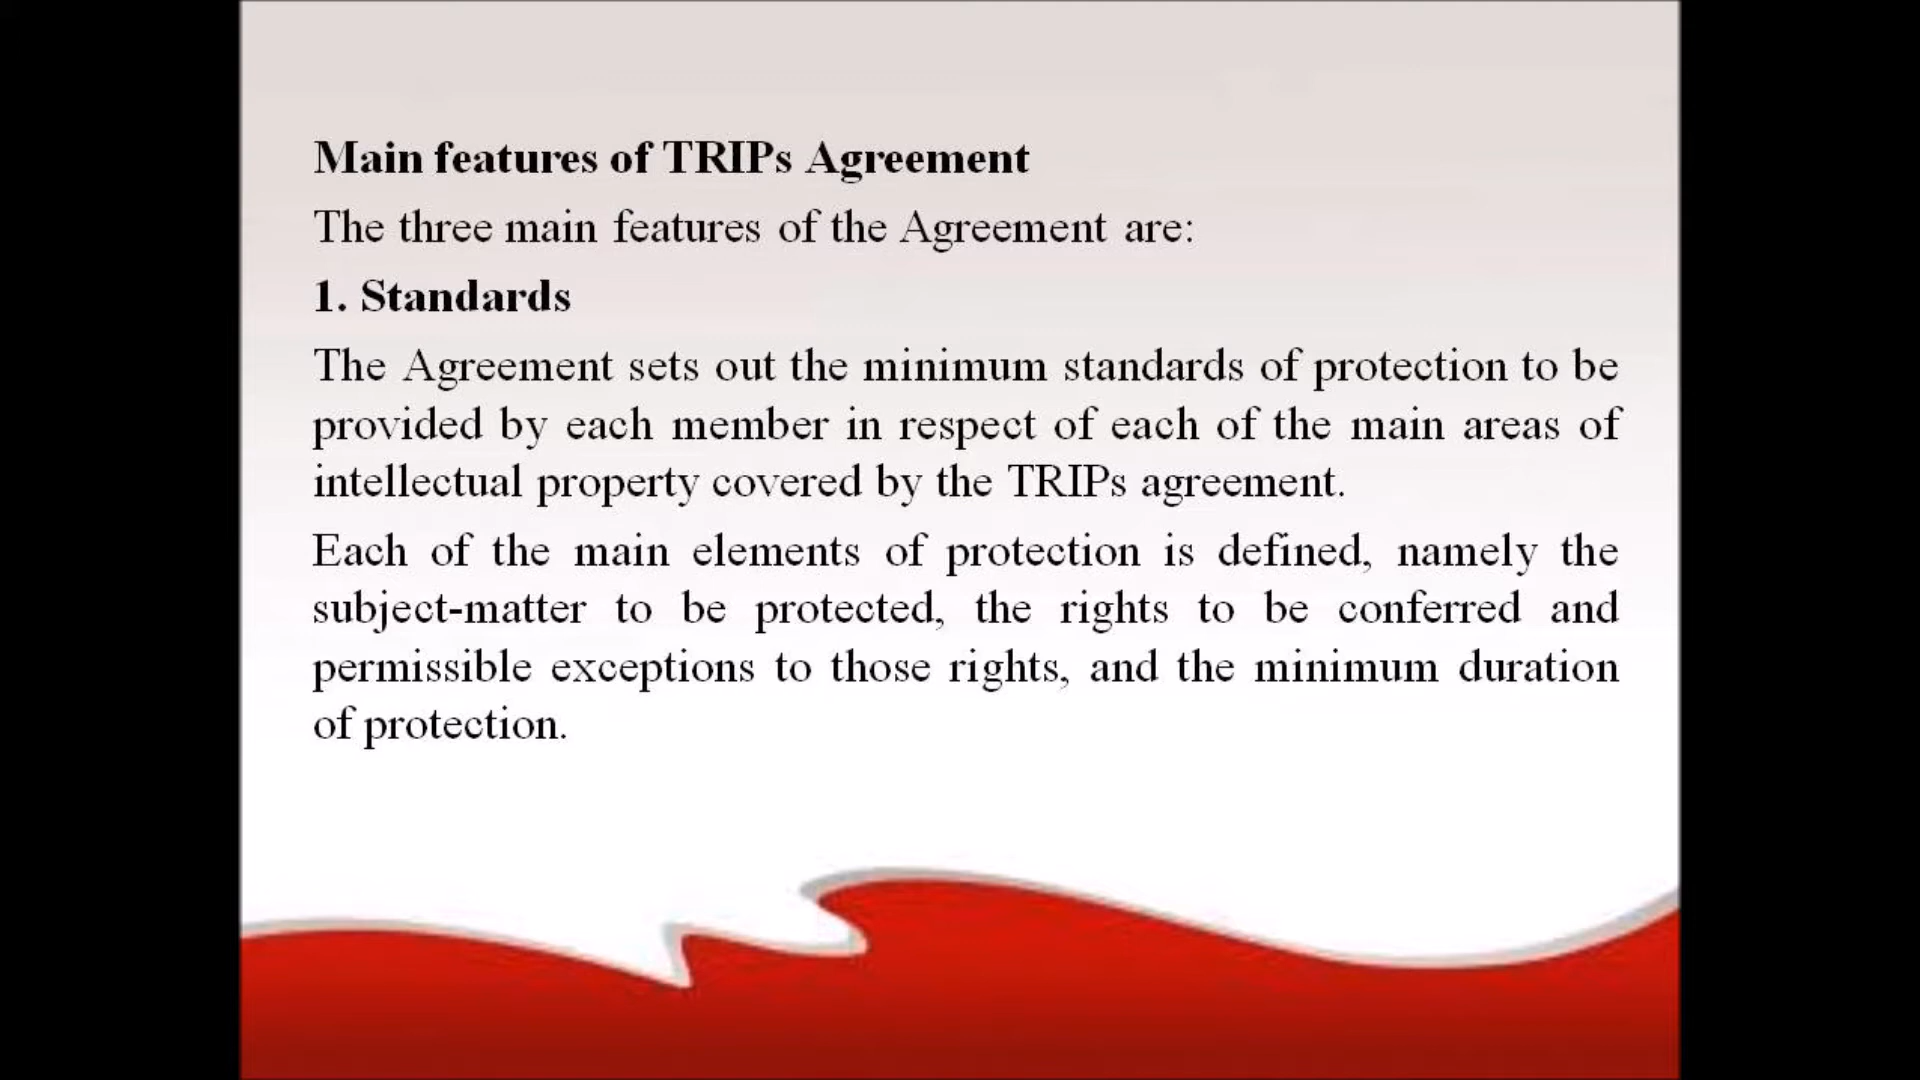 Main features of TRIPs Agreement
The three main features of the Agreement are:
1. Standards
The Agreement sets out the minimum standards of protection to be
provided by each member in respect of each of the main areas of
intellectual property covered by the TRIPs agreement.
Each of the main elements of protection is defined, namely the
subject-matter to be protected, the rights to be conferred and
permissible exceptions to those rights, and the minimum duration
of protection.